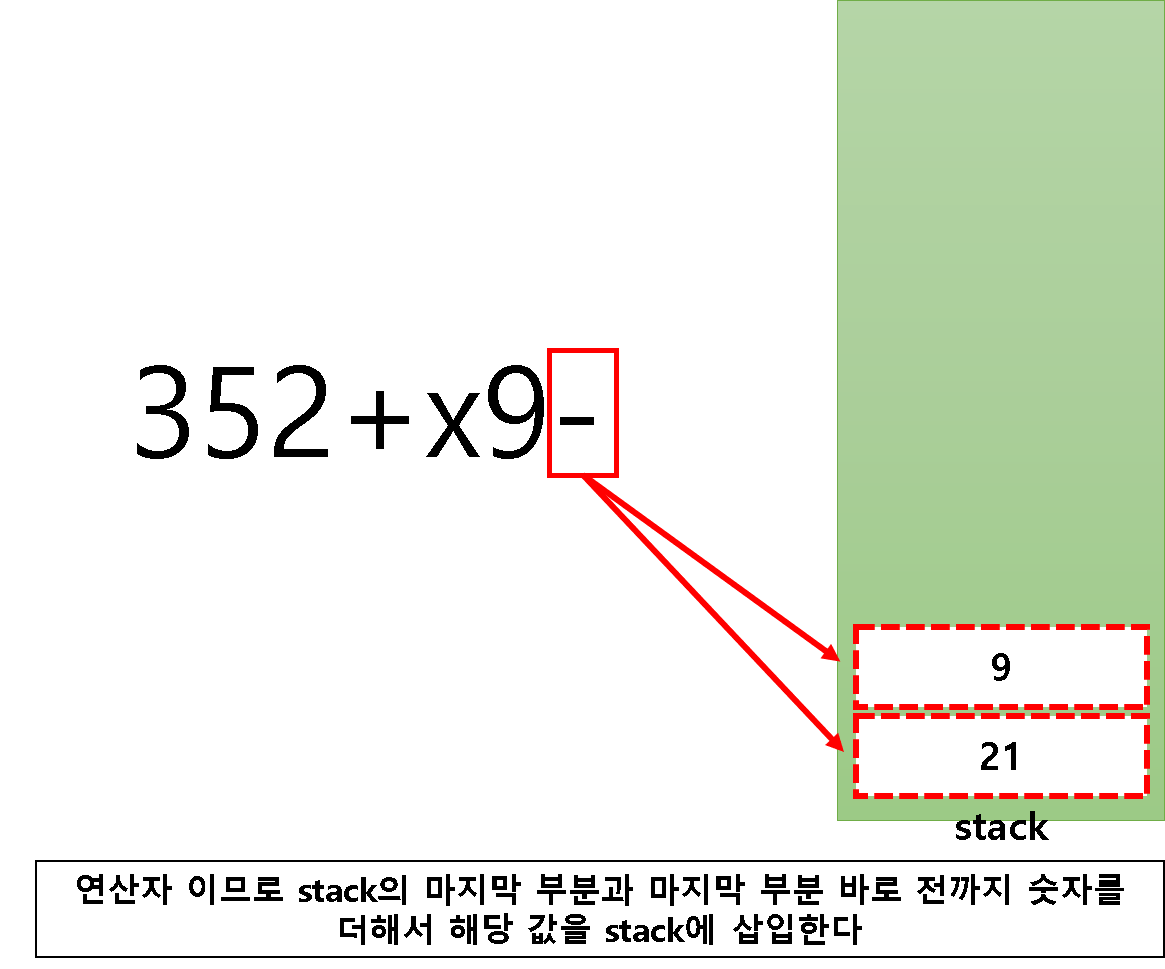 352+x9-
9
21
stack
연산자 이므로 stack의 마지막 부분과 마지막 부분 바로 전까지 숫자를
더해서 해당 값을 stack에 삽입한다